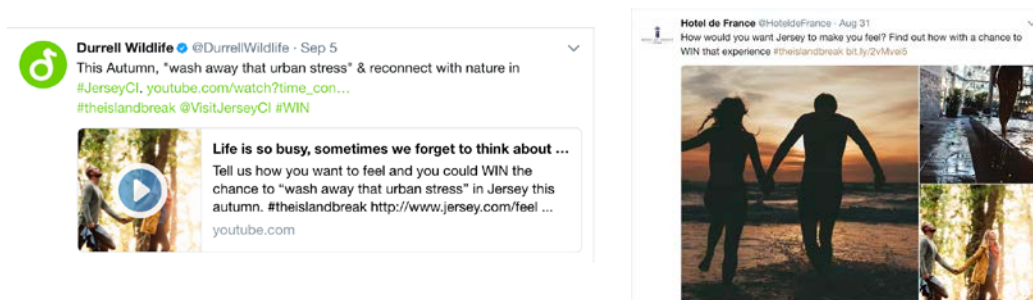 Durrell Wildlife @DurrellWildlife · Sep 5
This Autumn, "wash away that urban stress" & reconnect with nature in
#JerseyCI. youtube.com/watch?time_con…
#theislandbreak @VisitJerseyCI #WIN
Life is so busy, sometimes we forget to think about ...
Tell us how you want to feel and you could WIN the
chance to “wash away that urban stress” in Jersey this
autumn. #theislandbreak http://www.jersey.com/feel ...
youtube.com
Hotel de France @HoteldeFrance · Aug 31
How would you want Jersey to make you feel? Find out how with a chance to
WIN that experience #theislandbreak bit.ly/2vMvei5